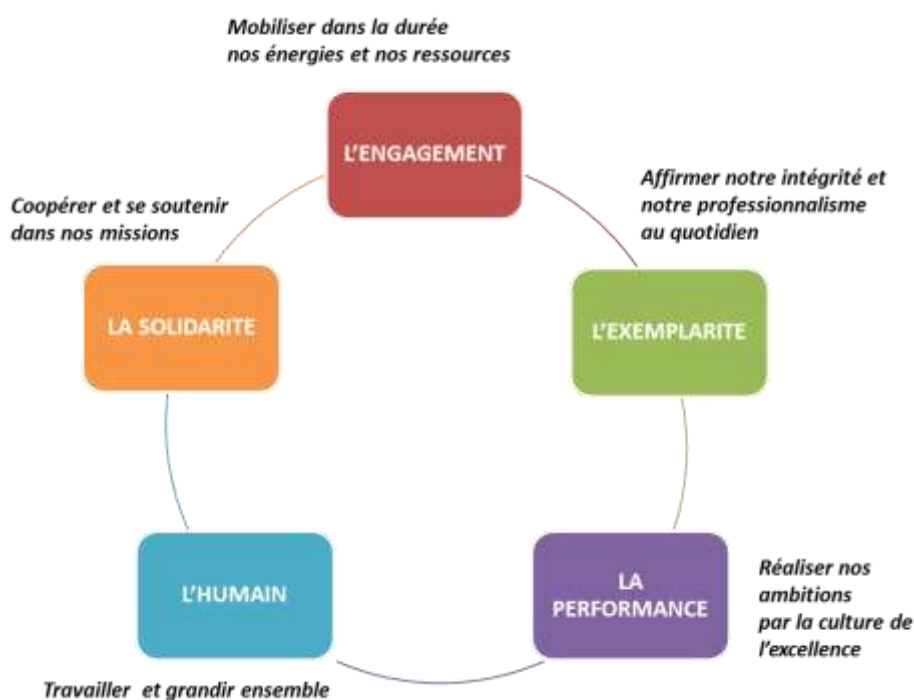 Mobiliser dans la durée
nos énergies et nos ressources
L'ENGAGEMENT
Affirmer notre intégrité et
notre professionnalisme
au quotidien
L'EXEMPLARITE
Réaliser nos
ambitions
par la culture de
l'excellence
LA
PERFORMANCE
L'HUMAIN
Travailler et grandir ensemble
Coopérer et se soutenir
dans nos missions
LA SOLIDARITE